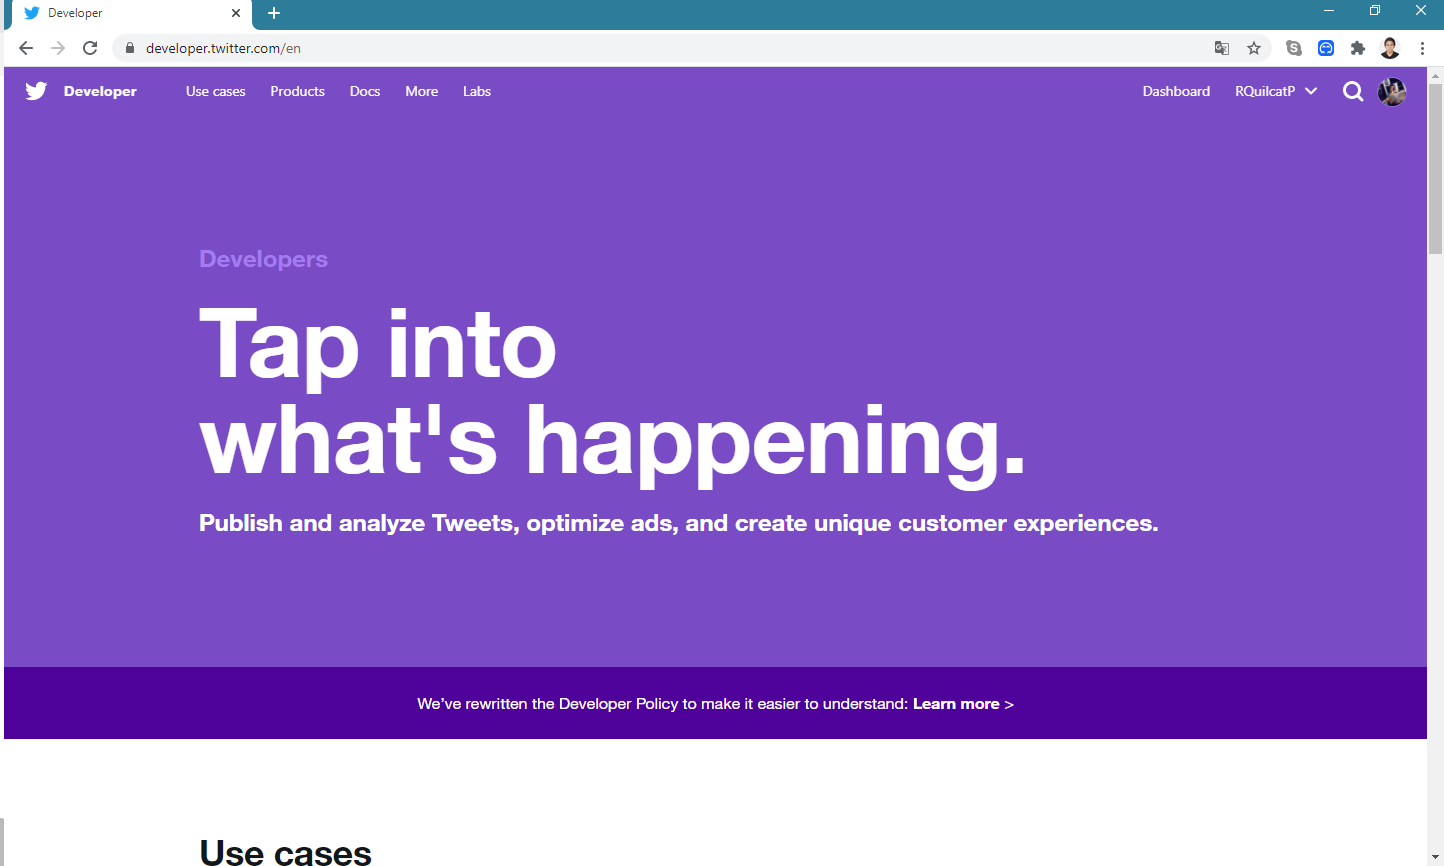 Developer
developer.twitter.com/en
Developer Use cases Products Docs More Labs Dashboard RQuilcatP
Developers
Tap into
what's happening.
Publish and analyze Tweets, optimize ads, and create unique customer experiences.
We’ve rewritten the Developer Policy to make it easier to understand: Learn more >
Use cases